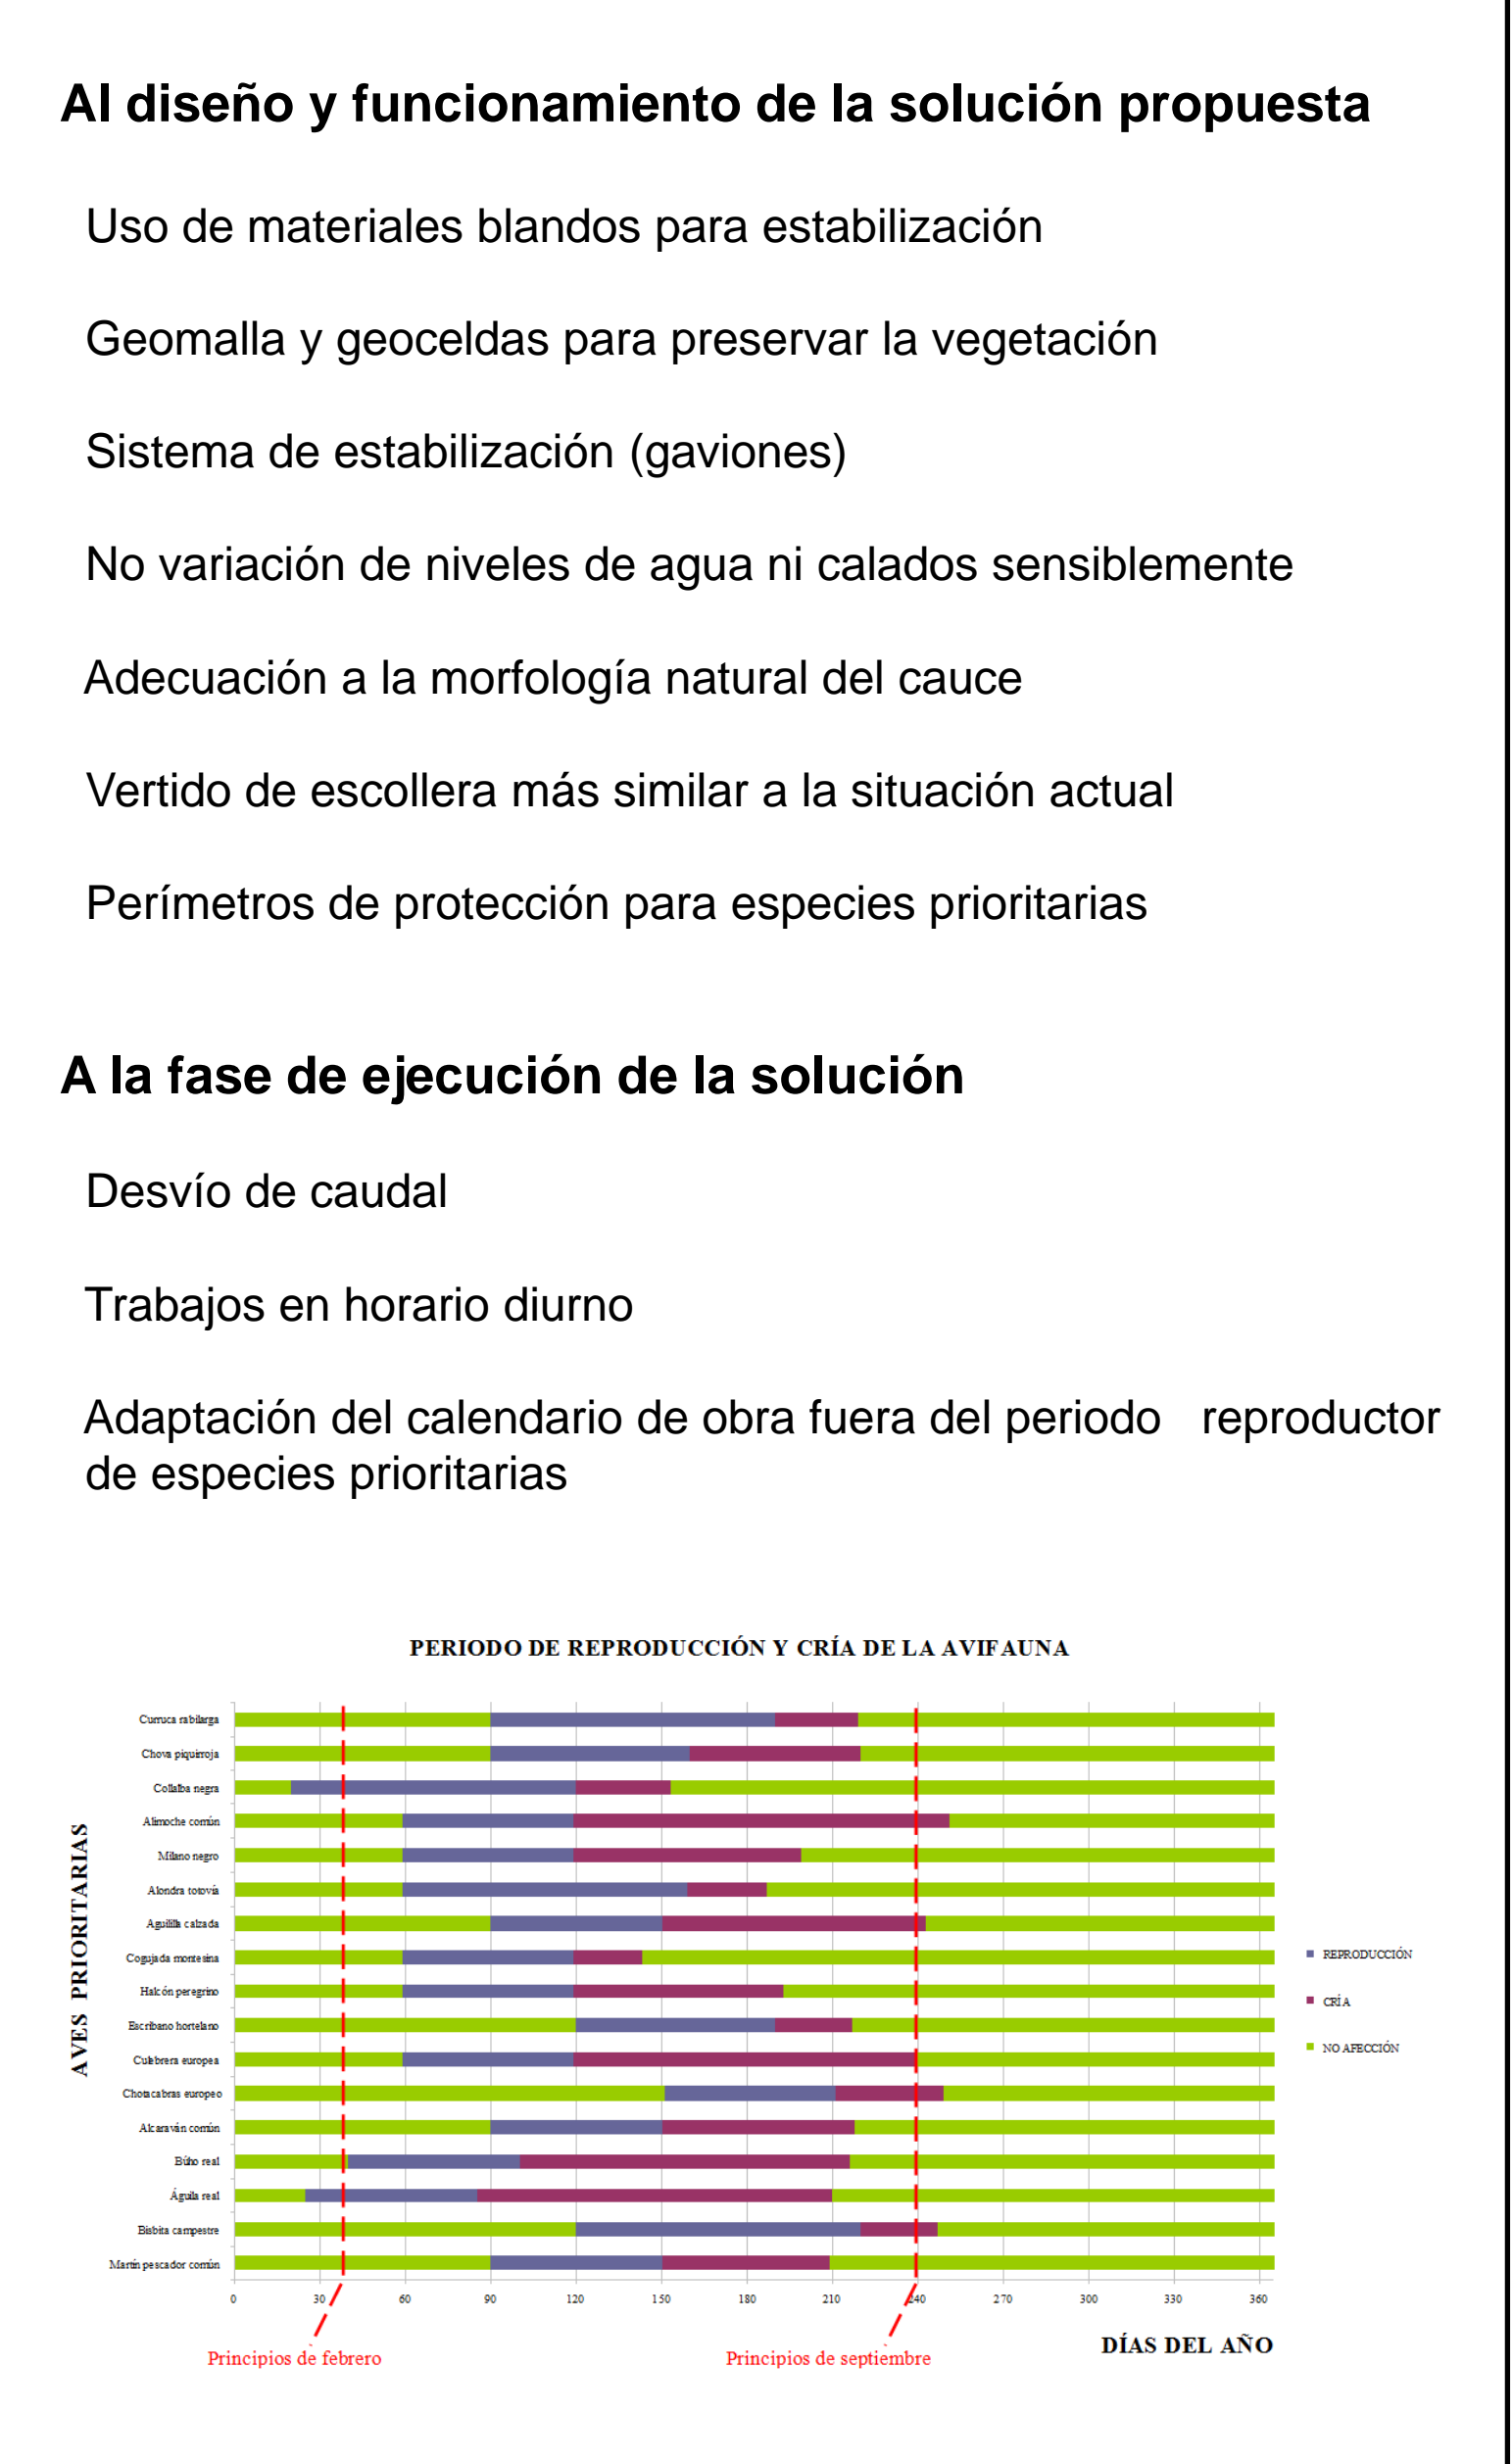 Al diseño y funcionamiento de la solución propuesta
Uso de materiales blandos para estabilización
Geomalla y geoceldas para preservar la vegetación
Sistema de estabilización (gaviones)
No variación de niveles de agua ni calados sensiblemente
Adecuación a la morfología natural del cauce
Vertido de escollera más similar a la situación actual
Perímetros de protección para especies prioritarias
A la fase de ejecución de la solución
Desvío de caudal
Trabajos en horario diurno
Adaptación del calendario de obra fuera del periodo reproductor
de especies prioritarias
PERIODO DE REPRODUCCIÓN Y CRÍA DE LA AVIFAUNA
AVES PRIORITARIAS
Curruca rabilarga
Chova piquirroja
Collalba negra
Alimoche común
Milano negro
Alondra totovía
Aguililla calzada
Cogujada montesina
Halcón peregrino
Escribano hortelano
Culebrera europea
Chotacabras europeo
Alcaraván común
Búho real
Águila real
Bisbita campestre
Martín pescador común
REPRODUCCIÓN
CRÍA
NO AFECCIÓN
0 30 60 90 120 150 180 210 240 270 300 330 360
Principios de febrero
Principios de septiembre
DÍAS DEL AÑO